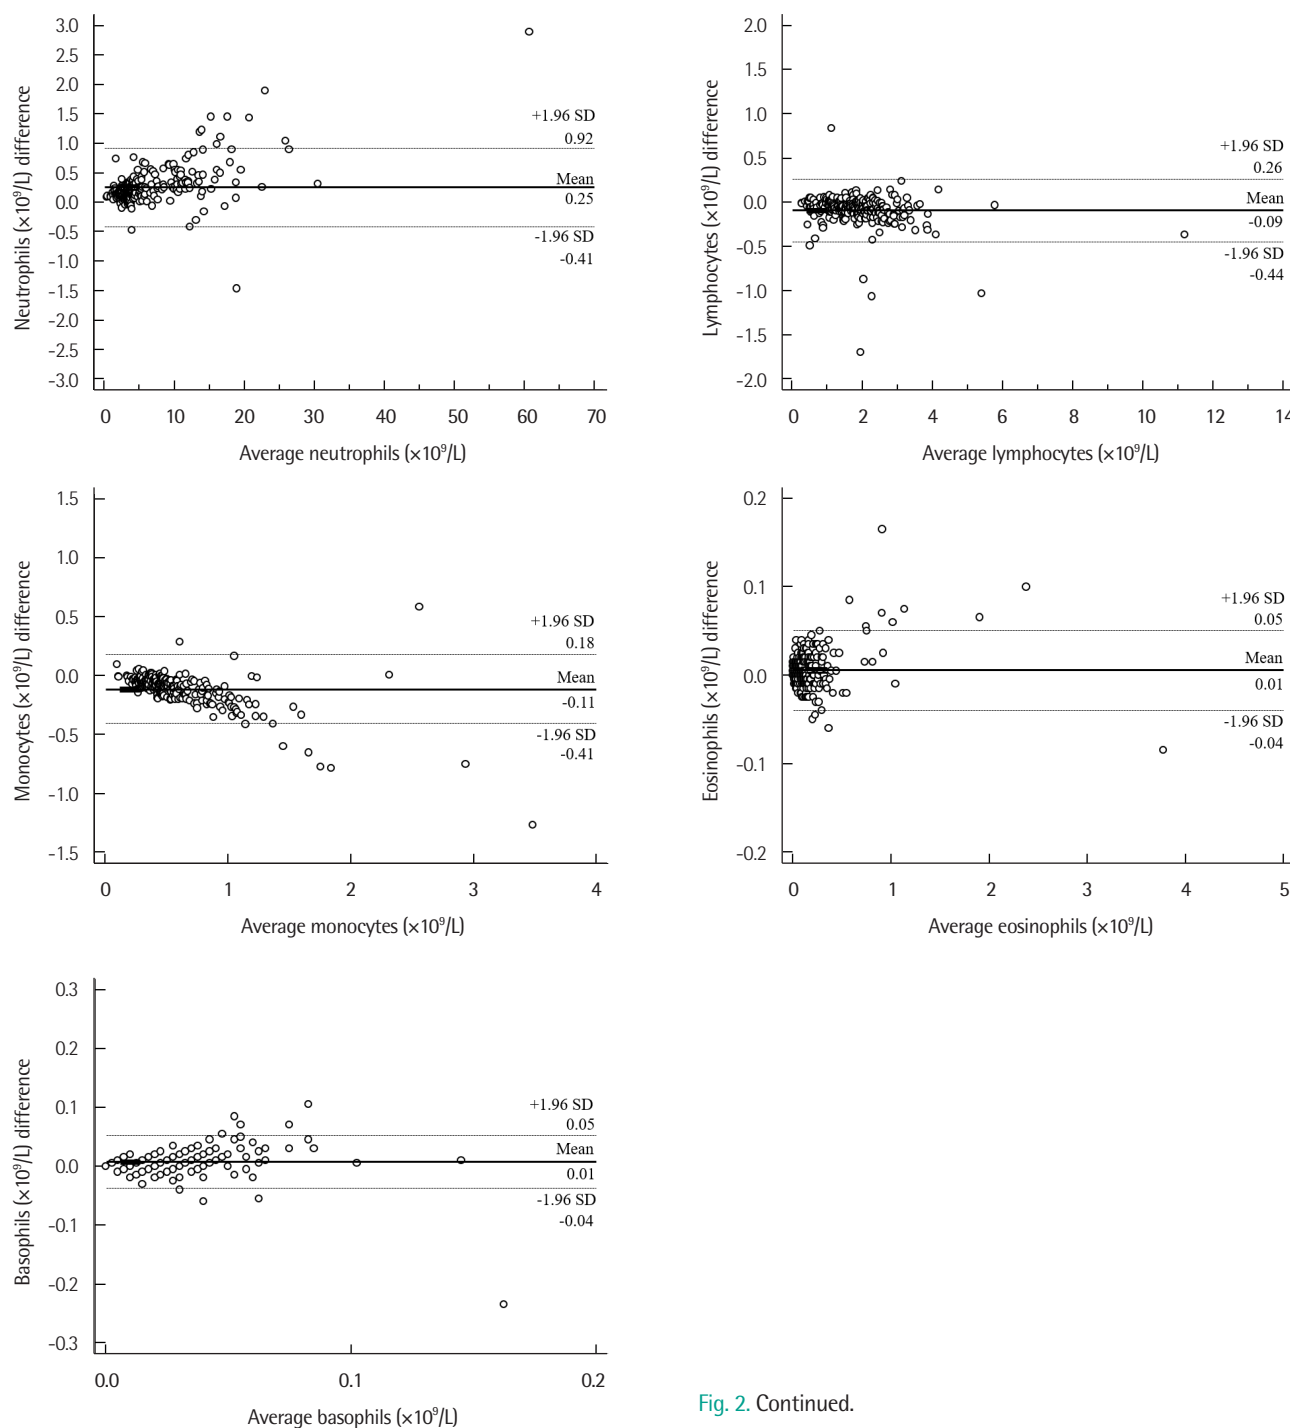 3.0
2.5
2.0
1.5
1.0
0.5
0.0
-0.5
-1.0
-1.5
-2.0
-2.5
-3.0
Neutrophils (×10⁹/L) difference
+1.96 SD
0.92
Mean
0.25
-1.96 SD
-0.41
0 10 20 30 40 50 60 70
Average neutrophils (×10⁹/L)
2.0
1.5
1.0
0.5
0.0
-0.5
-1.0
-1.5
-2.0
Lymphocytes (×10⁹/L) difference
+1.96 SD
0.26
Mean
-0.09
-1.96 SD
-0.44
0 2 4 6 8 10 12 14
Average lymphocytes (×10⁹/L)
1.5
1.0
0.5
0.0
-0.5
-1.0
-1.5
Monocytes (×10⁹/L) difference
+1.96 SD
0.18
Mean
-0.11
-1.96 SD
-0.41
0 1 2 3 4
Average monocytes (×10⁹/L)
0.2
0.1
0.0
-0.1
-0.2
Eosinophils (×10⁹/L) difference
+1.96 SD
0.05
Mean
0.01
-1.96 SD
-0.04
0 1 2 3 4 5
Average eosinophils (×10⁹/L)
0.3
0.2
0.1
0.0
-0.1
-0.2
-0.3
Basophils (×10⁹/L) difference
+1.96 SD
0.05
Mean
0.01
-1.96 SD
-0.04
0.0 0.1 0.2
Average basophils (×10⁹/L)
Fig. 2. Continued.